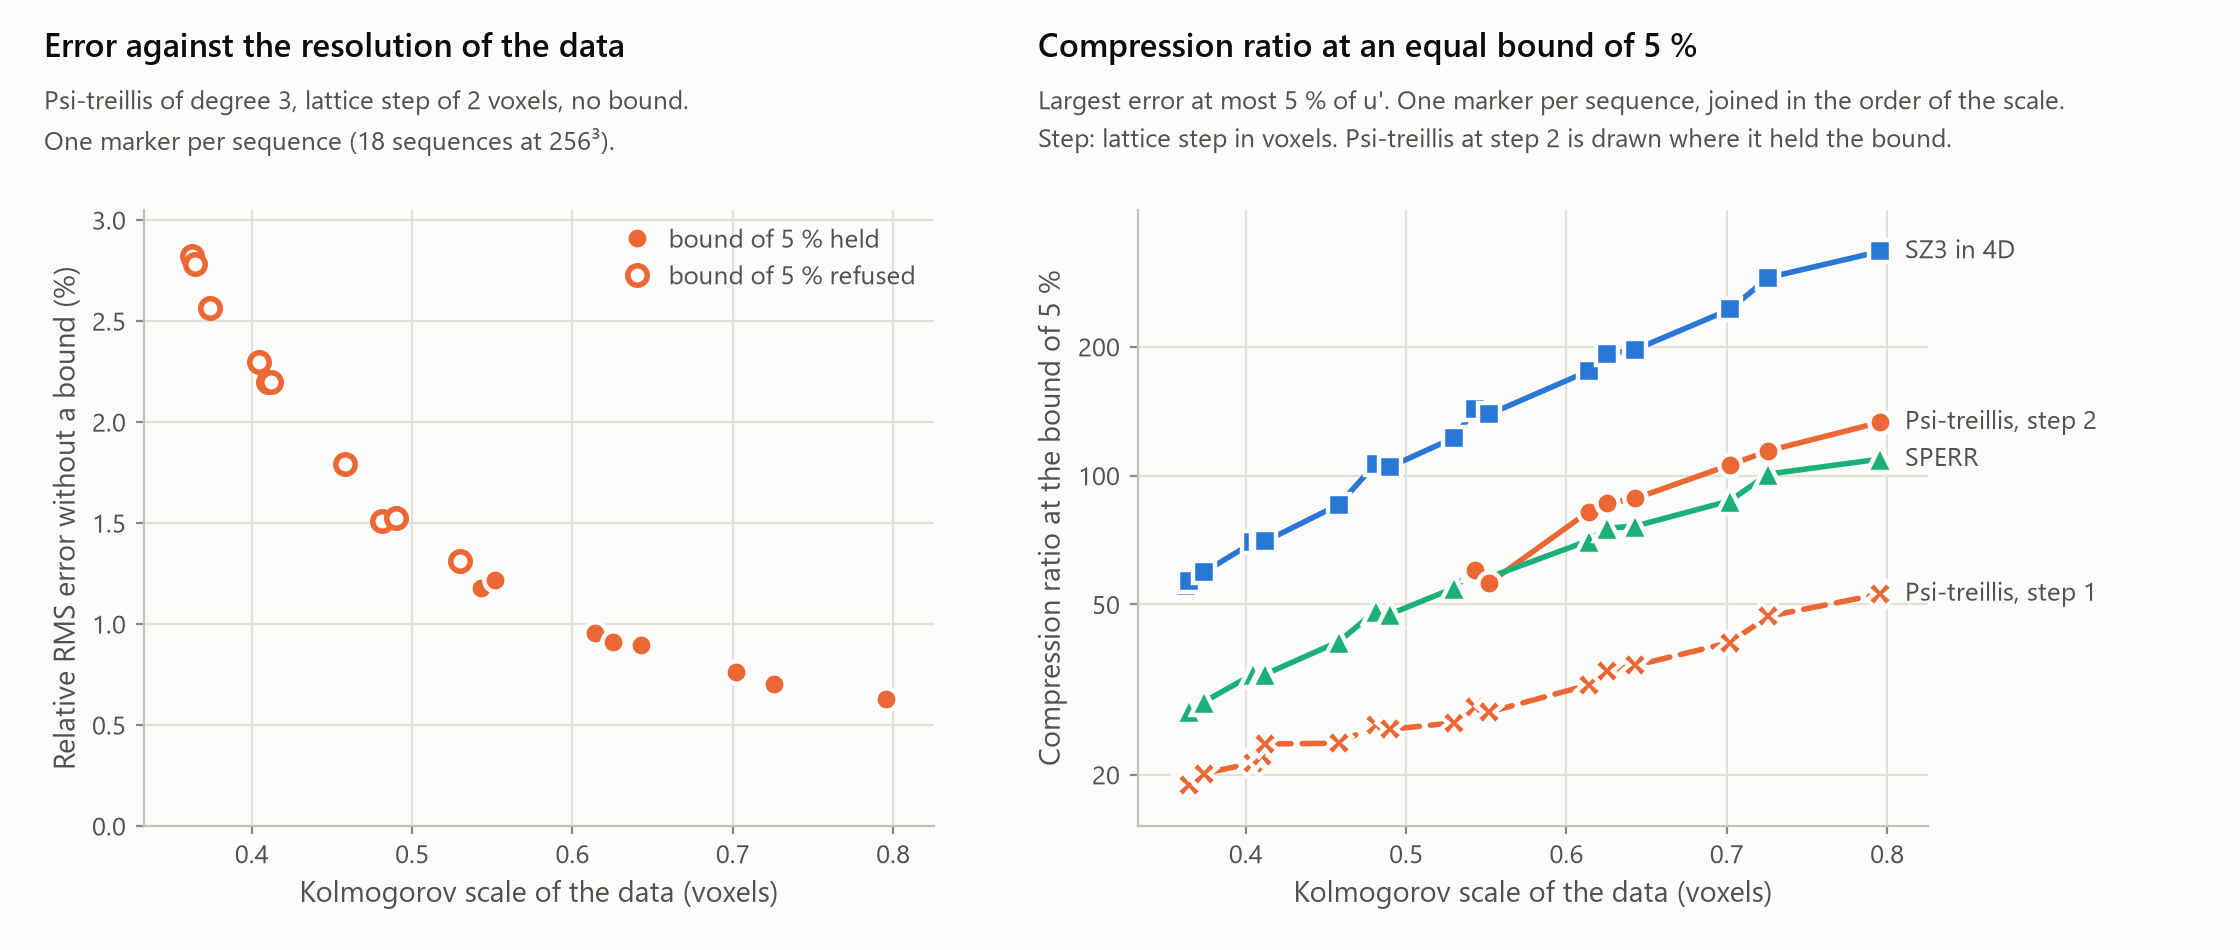 Error against the resolution of the data
Psi-treillis of degree 3, lattice step of 2 voxels, no bound.
One marker per sequence (18 sequences at 256³).
bound of 5 % held
bound of 5 % refused
Relative RMS error without a bound (%)
3.0
2.5
2.0
1.5
1.0
0.5
0.0
0.4 0.5 0.6 0.7 0.8
Kolmogorov scale of the data (voxels)
Compression ratio at an equal bound of 5 %
Largest error at most 5 % of u'. One marker per sequence, joined in the order of the scale.
Step: lattice step in voxels. Psi-treillis at step 2 is drawn where it held the bound.
Compression ratio at the bound of 5 %
200
100
50
20
SZ3 in 4D
Psi-treillis, step 2
SPERR
Psi-treillis, step 1
0.4 0.5 0.6 0.7 0.8
Kolmogorov scale of the data (voxels)